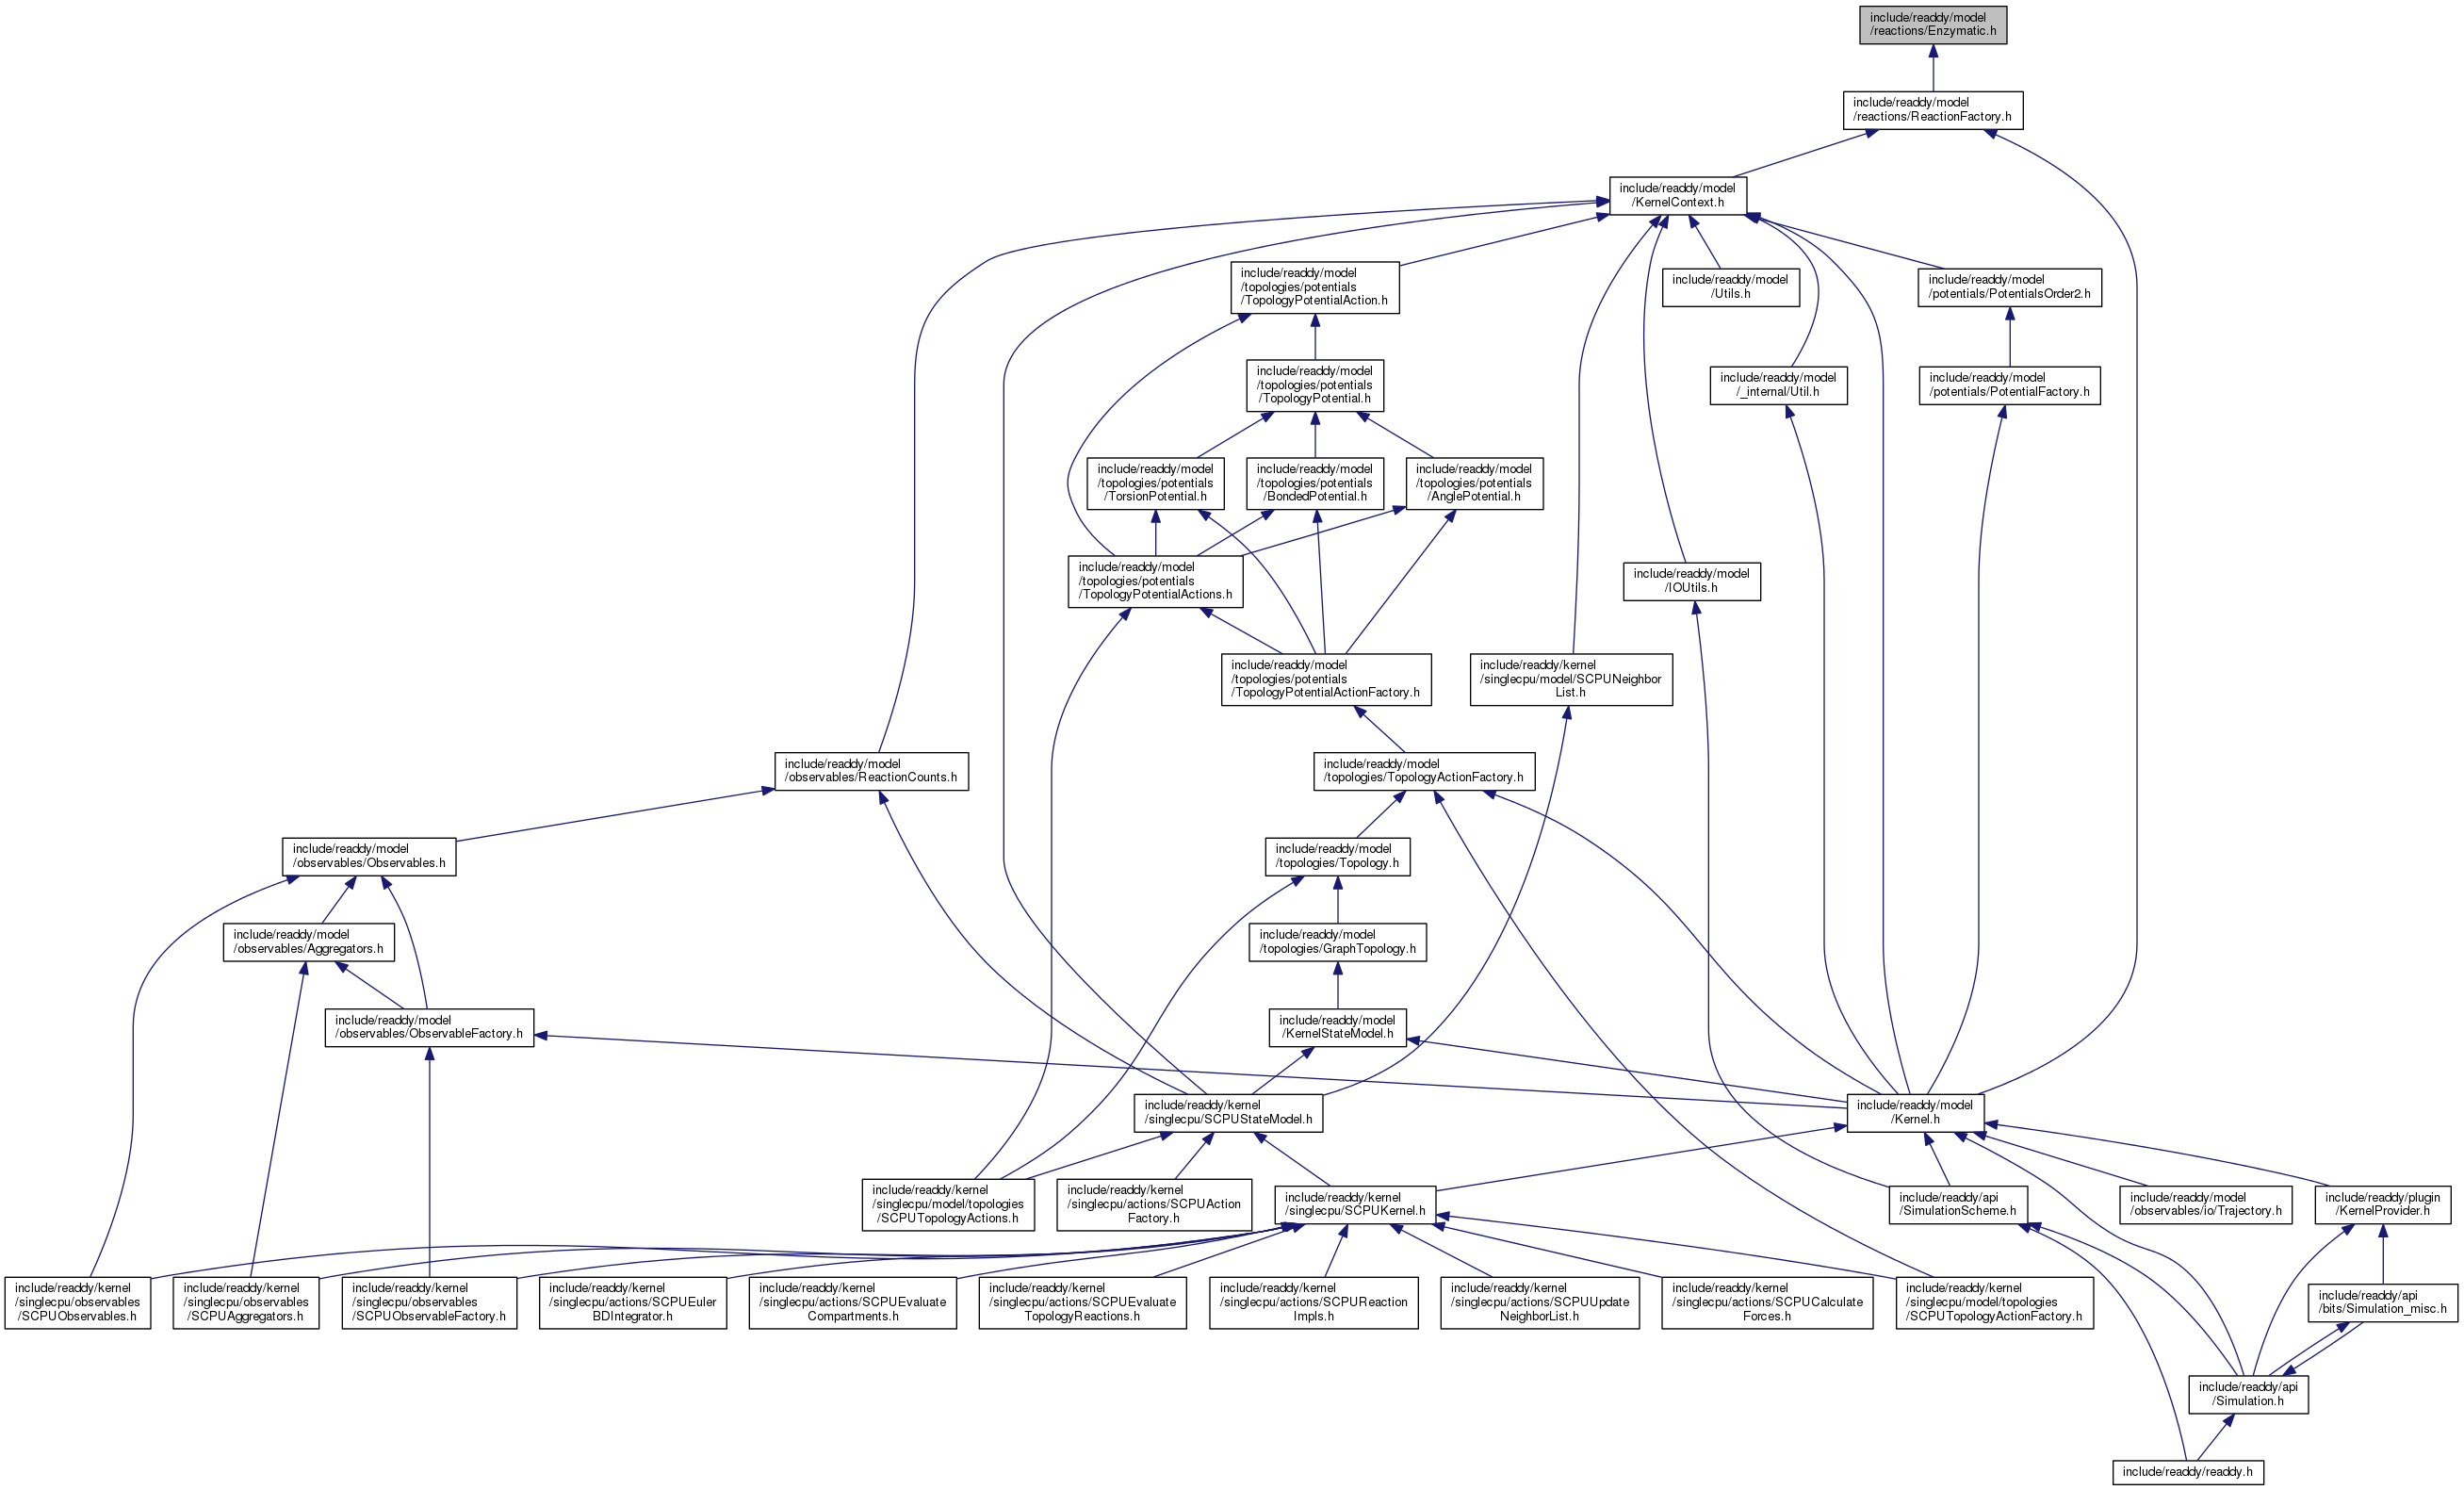 include/readdy/model
/reactions/Enzymatic.h
include/readdy/model
/reactions/ReactionFactory.h
include/readdy/model
/KernelContext.h
include/readdy/model
/topologies/potentials
/TopologyPotentialAction.h
include/readdy/model
/Utils.h
include/readdy/model
/potentials/PotentialsOrder2.h
include/readdy/model
/topologies/potentials
/TopologyPotential.h
include/readdy/model
/_internal/Util.h
include/readdy/model
/potentials/PotentialFactory.h
include/readdy/model
/topologies/potentials
/TorsionPotential.h
include/readdy/model
/topologies/potentials
/BondedPotential.h
include/readdy/model
/topologies/potentials
/AnglePotential.h
include/readdy/model
/topologies/potentials
/TopologyPotentialActions.h
include/readdy/model
/IOUtils.h
include/readdy/model
/topologies/potentials
/TopologyPotentialActionFactory.h
include/readdy/kernel
/singlecpu/model/SCPUNeighbor
List.h
include/readdy/model
/observables/ReactionCounts.h
include/readdy/model
/topologies/TopologyActionFactory.h
include/readdy/model
/observables/Observables.h
include/readdy/model
/topologies/Topology.h
include/readdy/model
/observables/Aggregators.h
include/readdy/model
/topologies/GraphTopology.h
include/readdy/model
/observables/ObservableFactory.h
include/readdy/model
/KernelStateModel.h
include/readdy/kernel
/singlecpu/SCPUStateModel.h
include/readdy/model
/Kernel.h
include/readdy/kernel
/singlecpu/model/topologies
/SCPUTopologyActions.h
include/readdy/kernel
/singlecpu/actions/SCPUAction
Factory.h
include/readdy/kernel
/singlecpu/SCPUKernel.h
include/readdy/api
/SimulationScheme.h
include/readdy/model
/observables/io/Trajectory.h
include/readdy/plugin
/KernelProvider.h
include/readdy/kernel
/singlecpu/observables
/SCPUObservables.h
include/readdy/kernel
/singlecpu/observables
/SCPUAggregators.h
include/readdy/kernel
/singlecpu/observables
/SCPUObservableFactory.h
include/readdy/kernel
/singlecpu/actions/SCPUEuler
BDIntegrator.h
include/readdy/kernel
/singlecpu/actions/SCPUEvaluate
Compartments.h
include/readdy/kernel
/singlecpu/actions/SCPUEvaluate
TopologyReactions.h
include/readdy/kernel
/singlecpu/actions/SCPUReaction
Impls.h
include/readdy/kernel
/singlecpu/actions/SCPUUpdate
NeighborList.h
include/readdy/kernel
/singlecpu/actions/SCPUCalculate
Forces.h
include/readdy/kernel
/singlecpu/model/topologies
/SCPUTopologyActionFactory.h
include/readdy/api
/bits/Simulation_misc.h
include/readdy/api
/Simulation.h
include/readdy/readdy.h